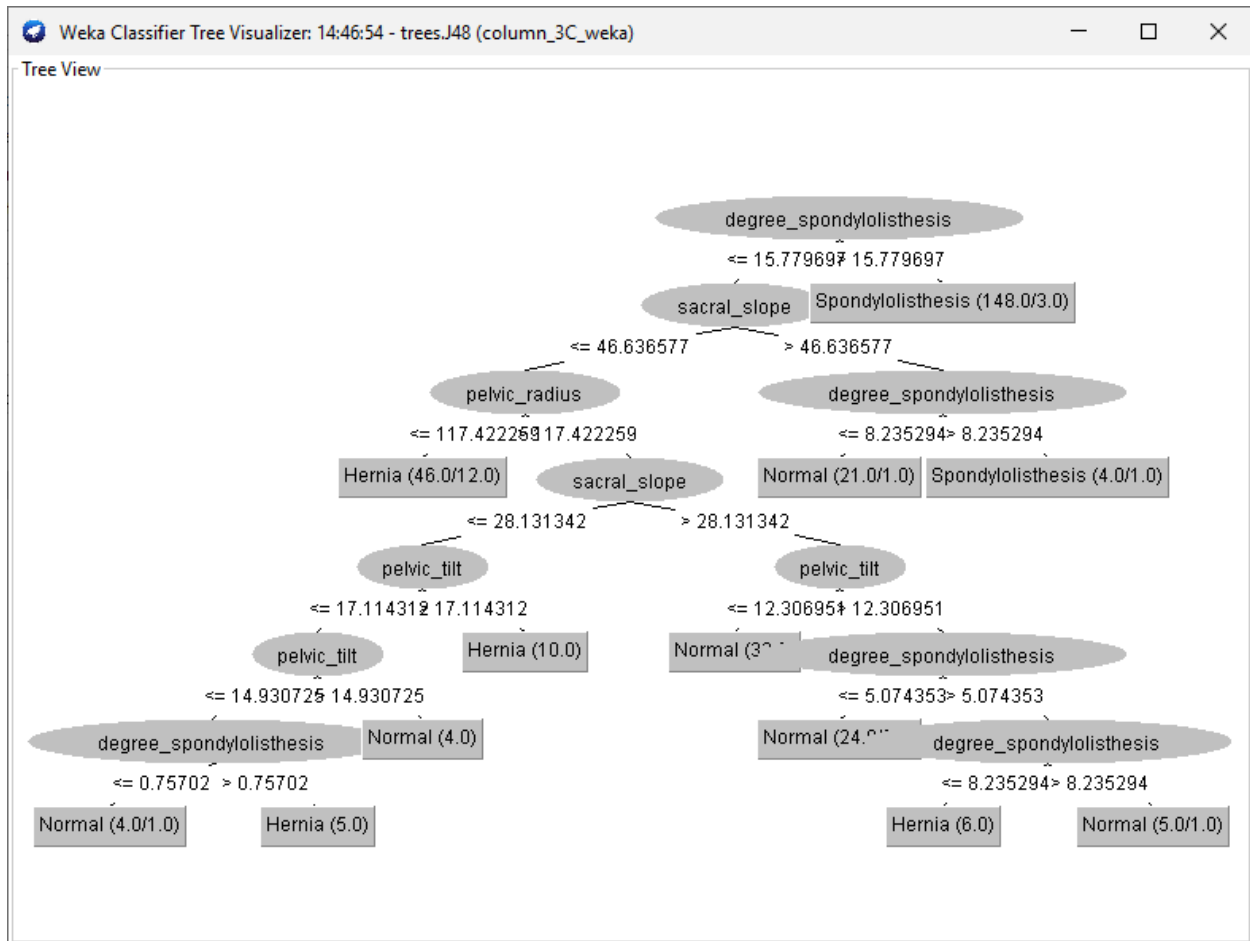 Weka Classifier Tree Visualizer: 14:46:54 - trees.J48 (column_3C_weka)
Tree View
degree_spondylolisthesis
<= 15.779697 > 15.779697
sacral_slope
Spondylolisthesis (148.0/3.0)
<= 46.636577
> 46.636577
pelvic_radius
degree_spondylolisthesis
<= 117.422259 > 117.422259
<= 8.235294 > 8.235294
Hernia (46.0/12.0)
sacral_slope
Normal (21.0/1.0)
Spondylolisthesis (4.0/1.0)
<= 28.131342
> 28.131342
pelvic_tilt
pelvic_tilt
<= 17.114312 > 17.114312
<= 12.306951 > 12.306951
pelvic_tilt
Hernia (10.0)
Normal
degree_spondylolisthesis
<= 14.930725 > 14.930725
<= 5.074353 > 5.074353
degree_spondylolisthesis
Normal (4.0)
Normal
degree_spondylolisthesis
<= 0.75702 > 0.75702
<= 8.235294 > 8.235294
Normal (4.0/1.0)
Hernia (5.0)
Hernia (6.0)
Normal (5.0/1.0)